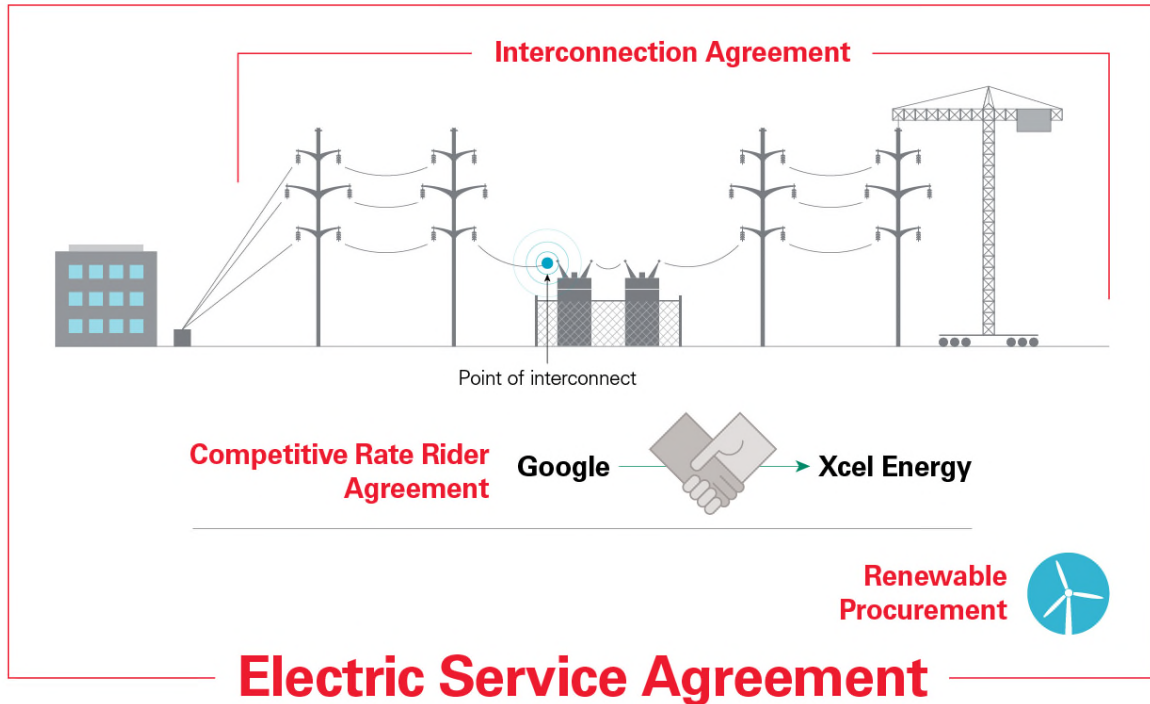 Interconnection Agreement
Point of interconnect
Competitive Rate Rider
Agreement
Google
Xcel Energy
Renewable
Procurement
Electric Service Agreement